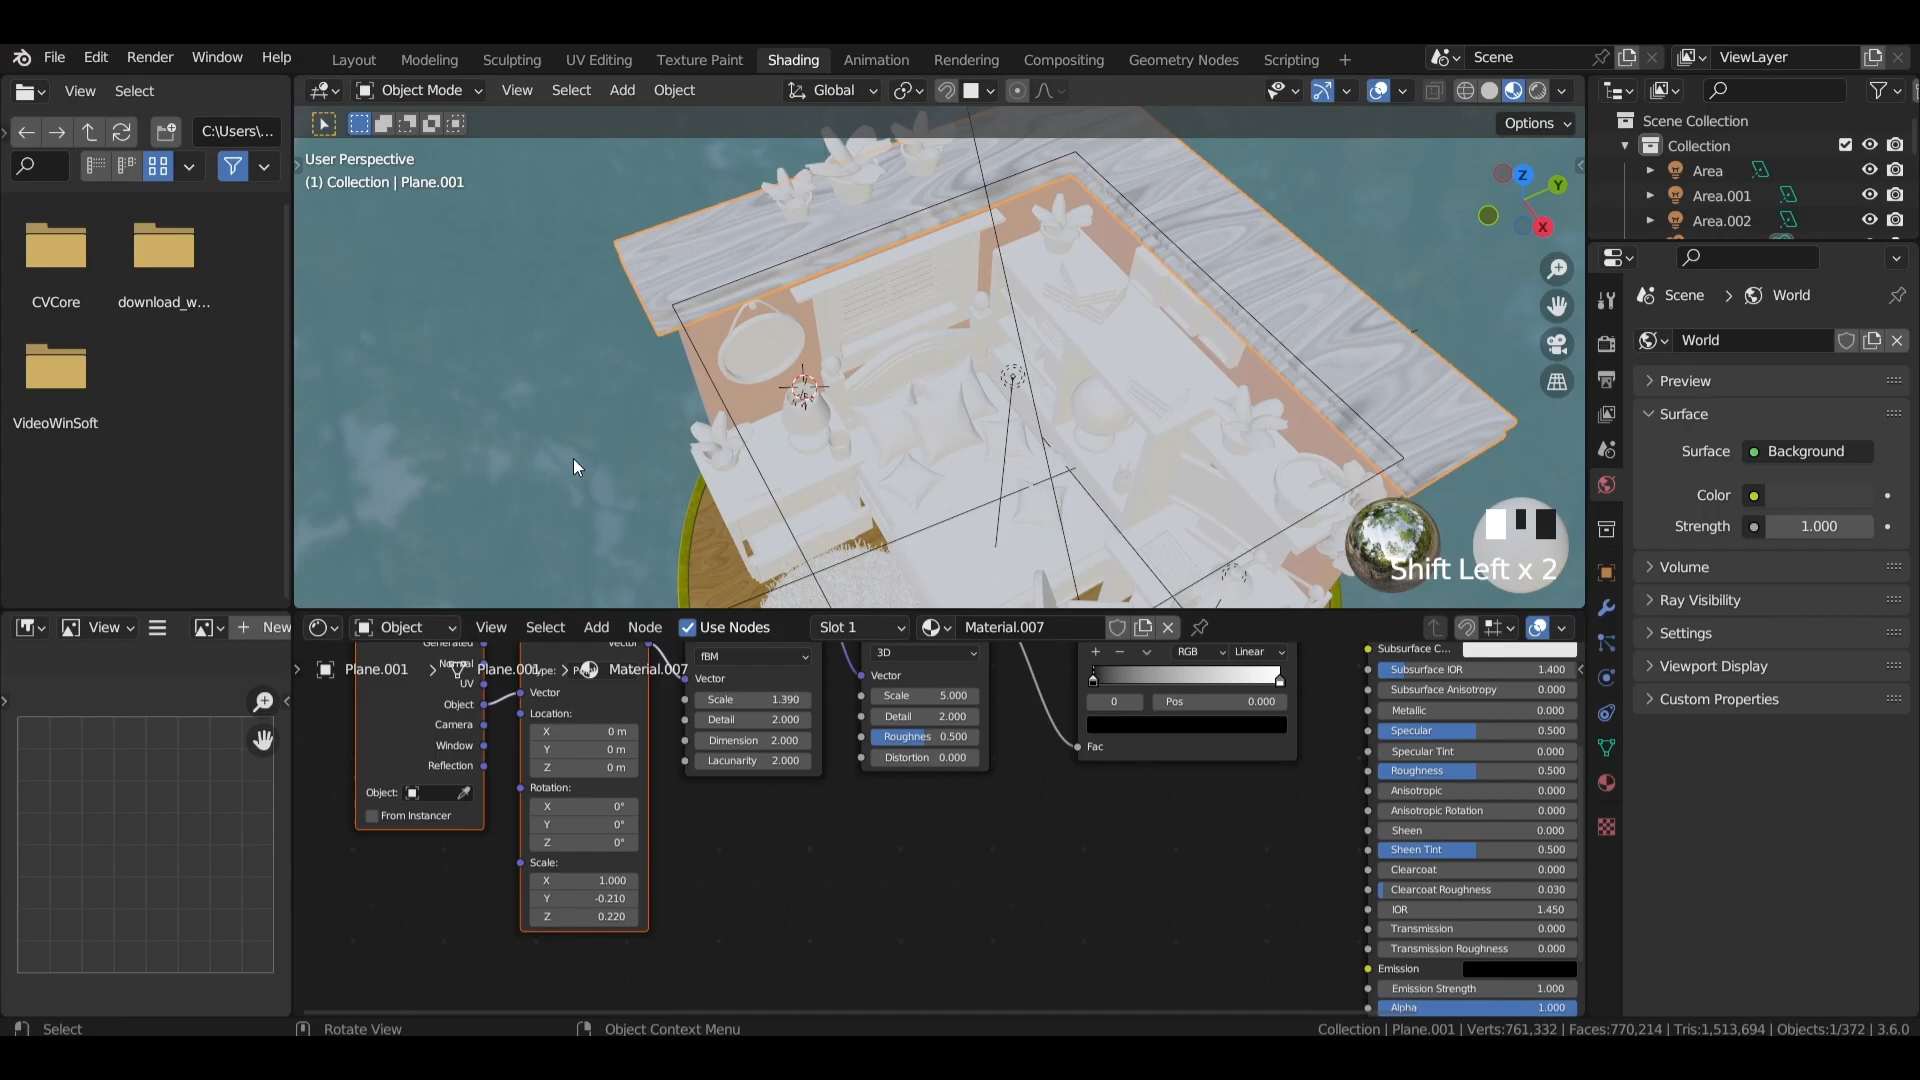 File Edit Render Window Help
Layout Modeling Sculpting UV Editing Texture Paint Shading Animation Rendering Compositing Geometry Nodes Scripting +
Scene
ViewLayer
View Select
Object Mode View Select Add Object
Global
C:\Users\...
Options
User Perspective
(1) Collection | Plane.001
Scene Collection
Collection
Area
Area.001
Area.002
CVCore
download_w...
VideoWinSoft
Z
Y
X
Scene > World
World
Preview
Surface
Surface Background
Color
Strength 1.000
Volume
Ray Visibility
Settings
Viewport Display
Custom Properties
Shift Left x 2
View
+ New
Object View Select Add Node Use Nodes Slot 1 Material.007
Plane.001 > Plane.001 > Material.007
Generated
Normal
UV
Object
Camera
Window
Reflection
Object:
From Instancer
Vector
Type:
Vector
Location:
X 0 m
Y 0 m
Z 0 m
Rotation:
X 0°
Y 0°
Z 0°
Scale:
X 1.000
Y -0.210
Z 0.220
fBM
Vector
Scale 1.390
Detail 2.000
Dimension 2.000
Lacunarity 2.000
3D
Vector
Scale 5.000
Detail 2.000
Roughnes 0.500
Distortion 0.000
+ − RGB Linear
0 Pos 0.000
Fac
Subsurface C...
Subsurface IOR 1.400
Subsurface Anisotropy 0.000
Metallic 0.000
Specular 0.500
Specular Tint 0.000
Roughness 0.500
Anisotropic 0.000
Anisotropic Rotation 0.000
Sheen 0.000
Sheen Tint 0.500
Clearcoat 0.000
Clearcoat Roughness 0.030
IOR 1.450
Transmission 0.000
Transmission Roughness 0.000
Emission
Emission Strength 1.000
Alpha 1.000
Select
Rotate View
Object Context Menu
Collection | Plane.001 | Verts:761,332 | Faces:770,214 | Tris:1,513,694 | Objects:1/372 | 3.6.0